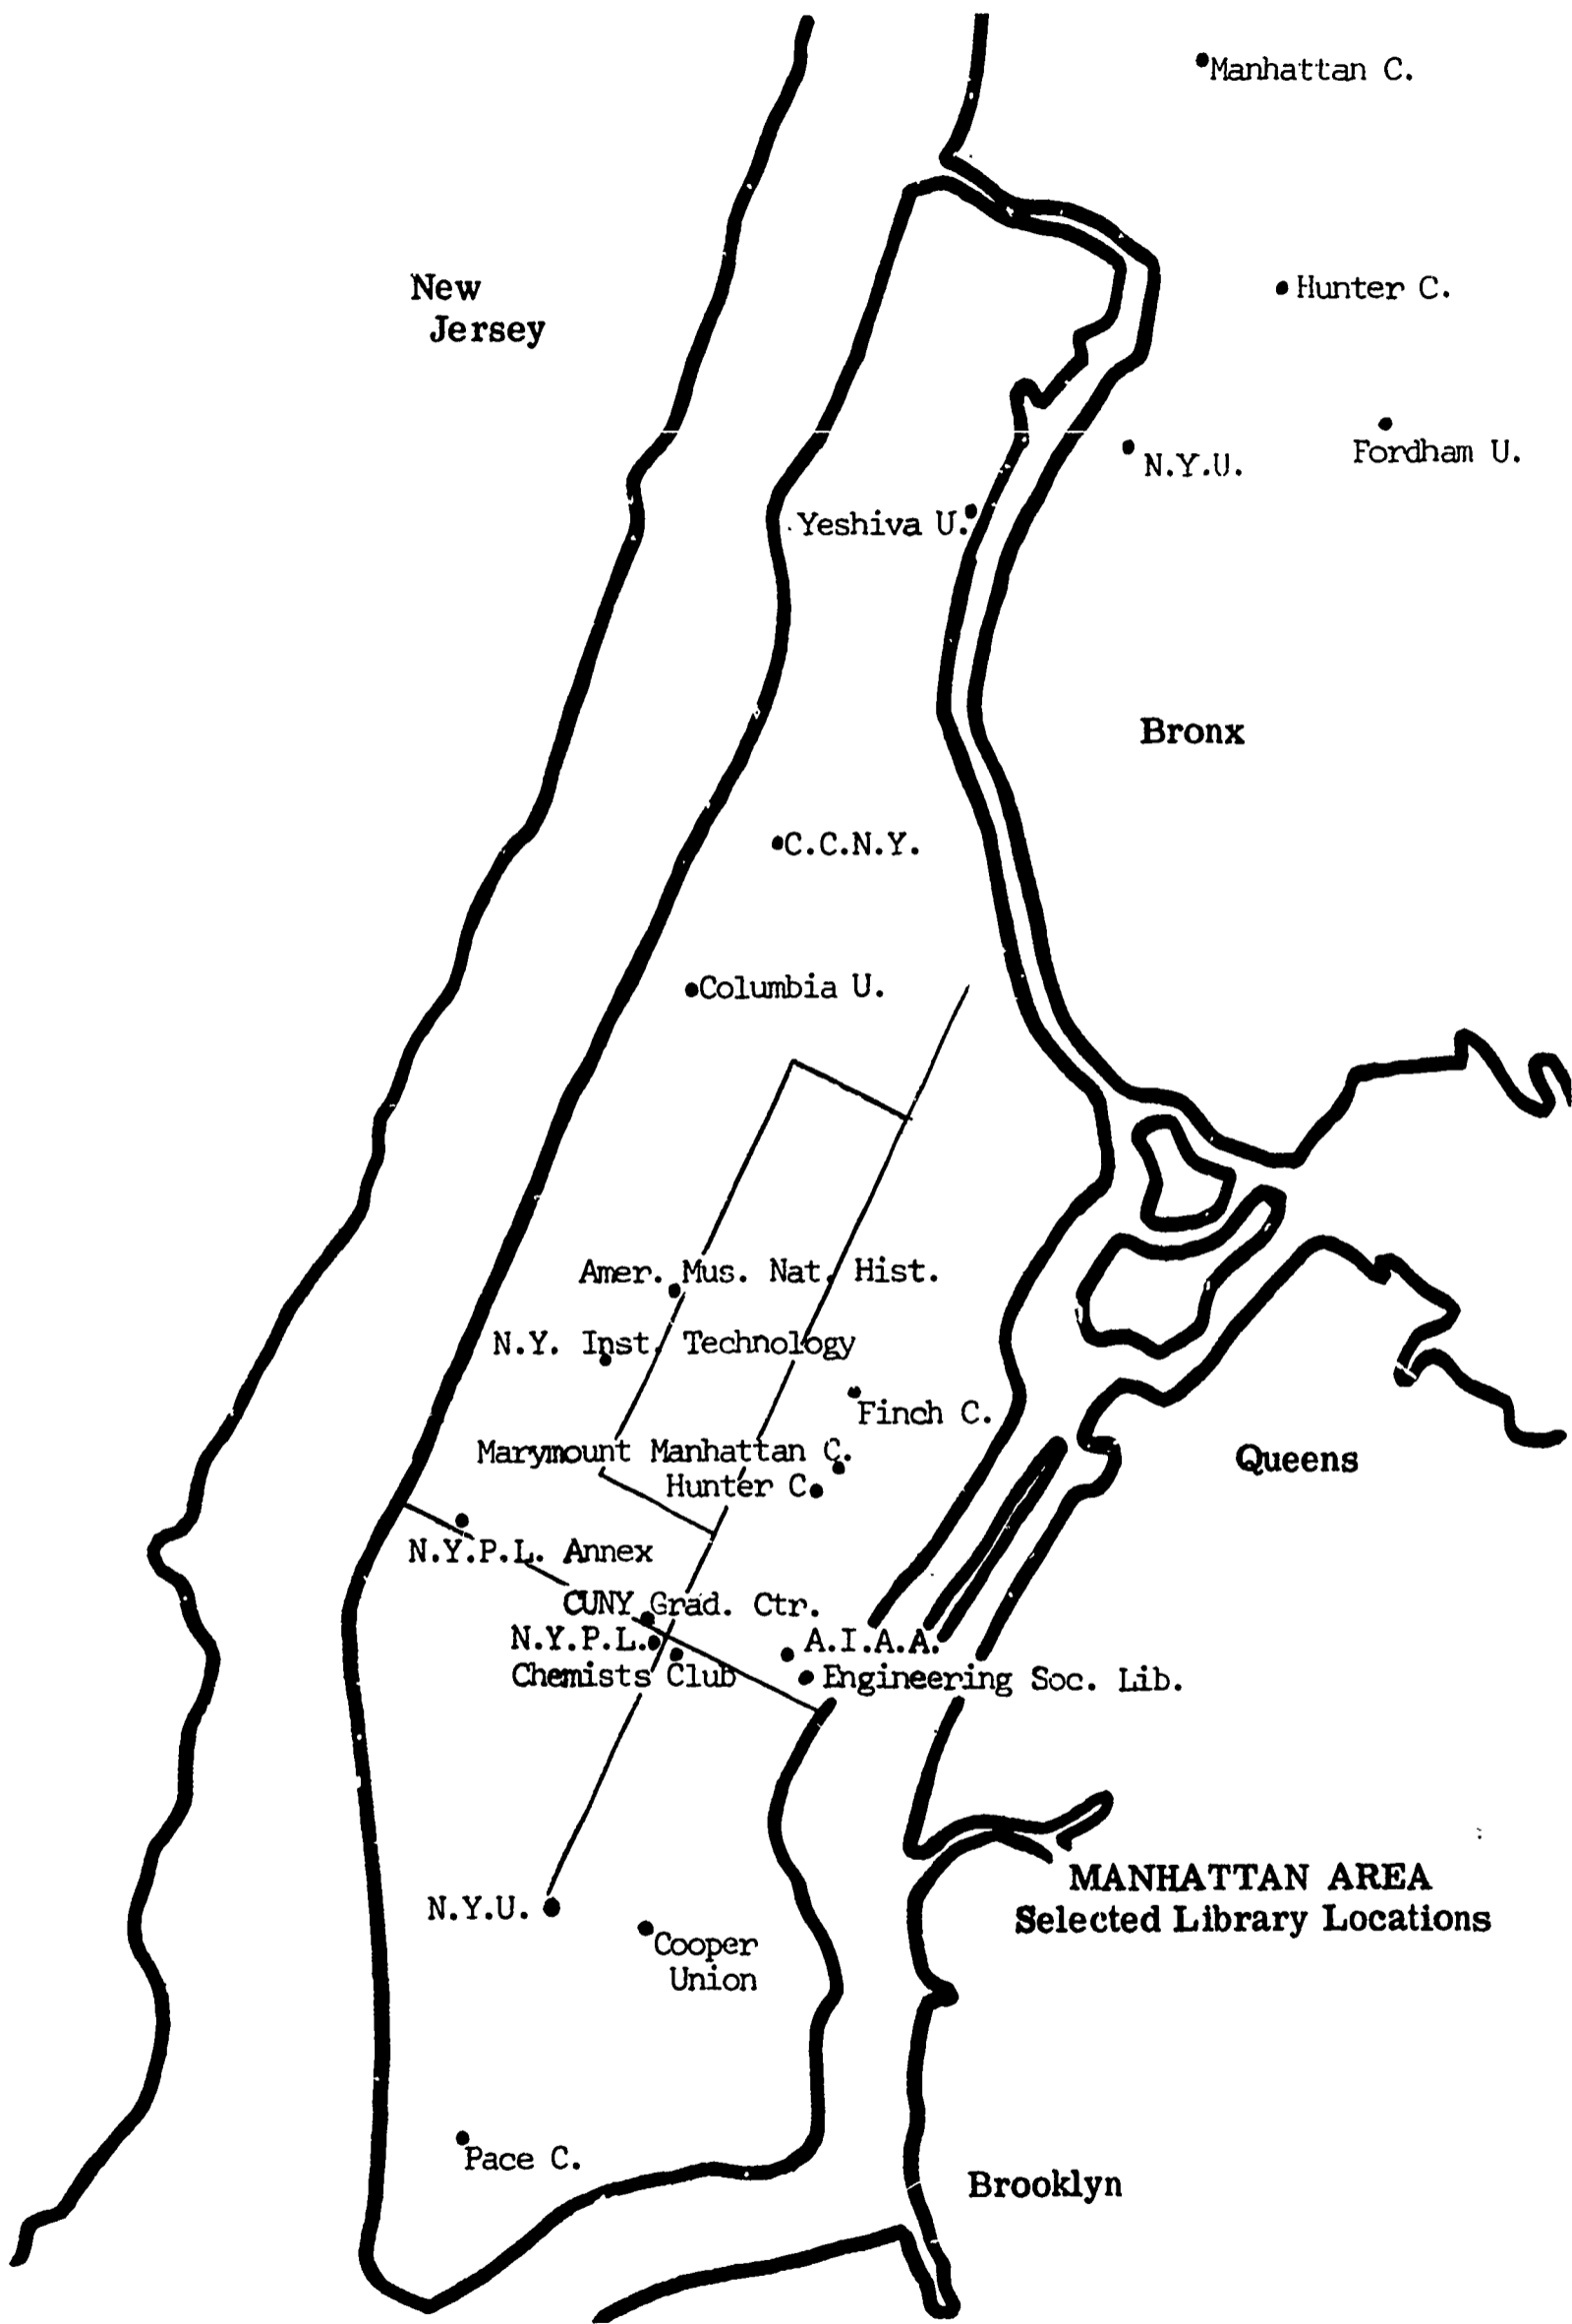 Manhattan C.
New
Jersey
Hunter C.
Fordham U.
N.Y.U.
Yeshiva U.
Bronx
C.C.N.Y.
Columbia U.
Amer. Mus. Nat. Hist.
N.Y. Inst. Technology
Finch C.
Marymount Manhattan C.
Queens
Hunter C.
N.Y.P.L. Annex
CUNY Grad. Ctr.
N.Y.P.L.
A.I.A.A.
Chemists Club
Engineering Soc. Lib.
MANHATTAN AREA
Selected Library Locations
N.Y.U.
Cooper
Union
Pace C.
Brooklyn